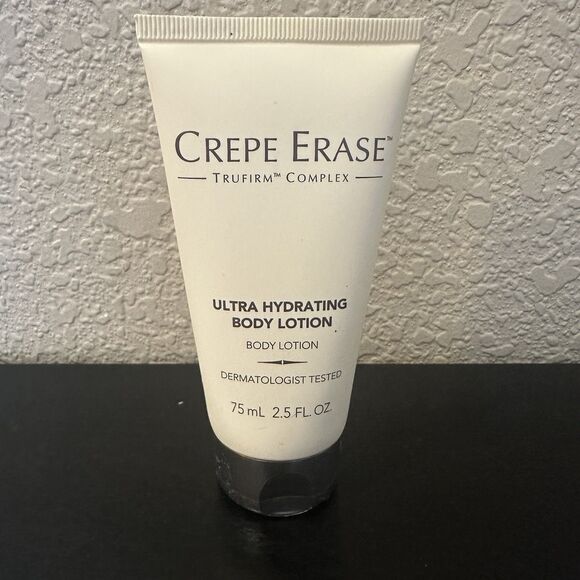 CREPE ERASE™
TRUFIRM™ COMPLEX
ULTRA HYDRATING
BODY LOTION
BODY LOTION
DERMATOLOGIST TESTED
75 mL 2.5 FL. OZ.